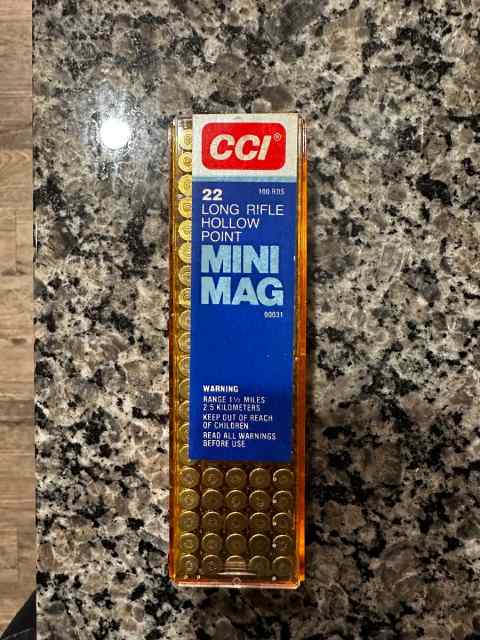 CCI®
22 100 RDS
LONG RIFLE
HOLLOW
POINT
MINI
MAG
00031
WARNING
RANGE 1½ MILES
2.5 KILOMETERS
KEEP OUT OF REACH
OF CHILDREN
READ ALL WARNINGS
BEFORE USE